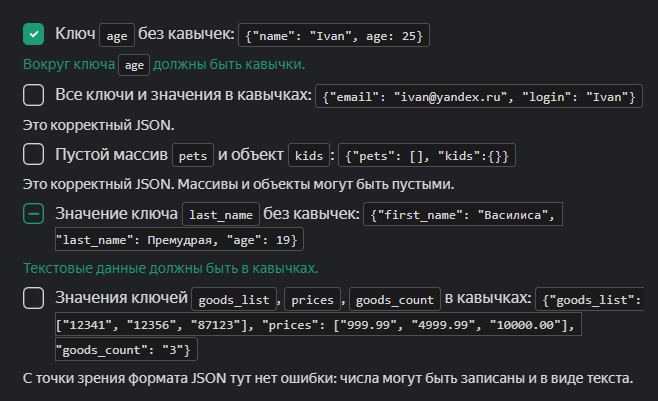 Ключ age без кавычек: {"name": "Ivan", age: 25}
Вокруг ключа age должны быть кавычки.
Все ключи и значения в кавычках: {"email": "ivan@yandex.ru", "login": "Ivan"}
Это корректный JSON.
Пустой массив pets и объект kids: {"pets": [], "kids":{}}
Это корректный JSON. Массивы и объекты могут быть пустыми.
Значение ключа last_name без кавычек: {"first_name": "Василиса",
"last_name": Премудрая, "age": 19}
Текстовые данные должны быть в кавычках.
Значения ключей goods_list, prices, goods_count в кавычках: {"goods_list":
["12341", "12356", "87123"], "prices": ["999.99", "4999.99", "10000.00"],
"goods_count": "3"}
С точки зрения формата JSON тут нет ошибки: числа могут быть записаны и в виде текста.